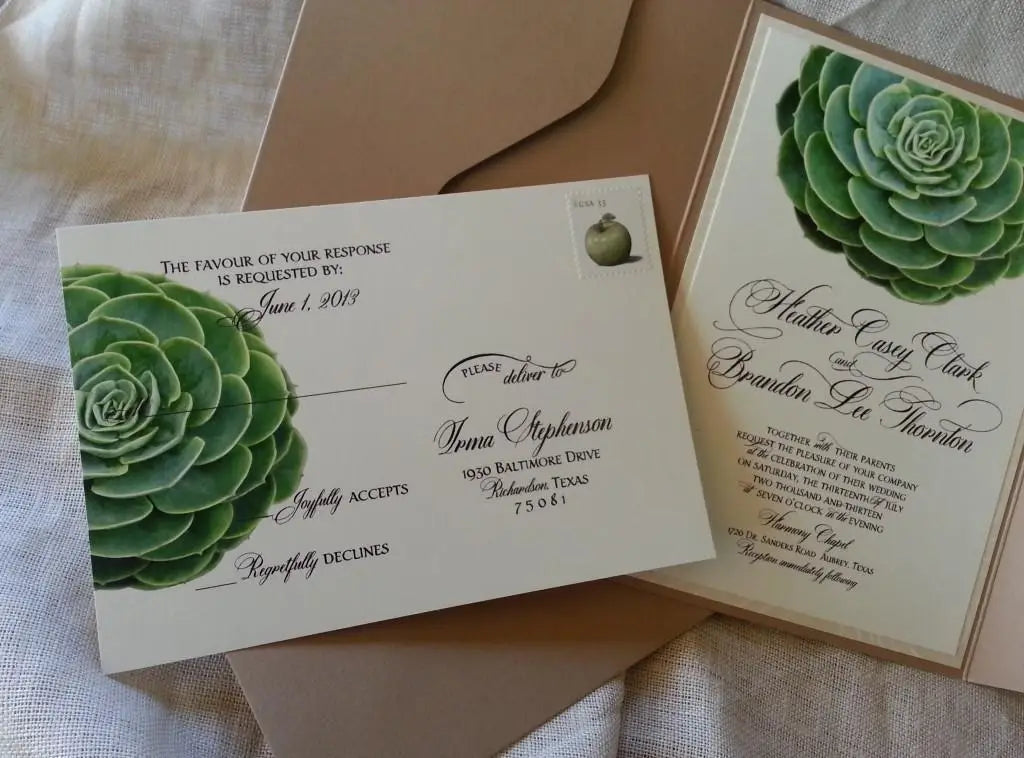 THE FAVOUR OF YOUR RESPONSE
IS REQUESTED BY:
June 1, 2013
Joyfully ACCEPTS
Regretfully DECLINES
USA 33
PLEASE deliver to
Irma Stephenson
1930 BALTIMORE DRIVE
Richardson, TEXAS
75081
Heather Casey Clark
and
Brandon Lee Thornton
TOGETHER with THEIR PARENTS
REQUEST THE PLEASURE OF YOUR COMPANY
at the CELEBRATION OF THEIR WEDDING
ON SATURDAY, THE THIRTEENTH of JULY
TWO THOUSAND AND THIRTEEN
AT SEVEN O'CLOCK in the EVENING
Harmony Chapel
1720 DR. SANDERS ROAD AUBREY, TEXAS
Reception immediately following